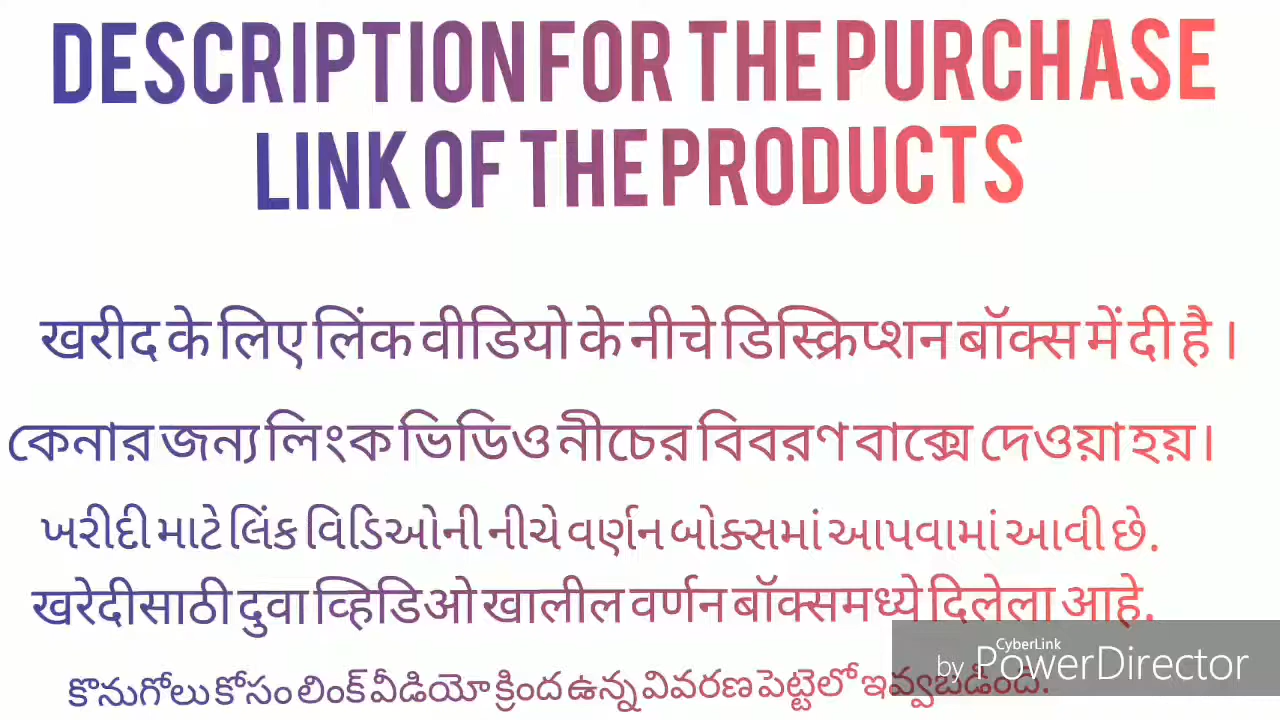 DESCRIPTION FOR THE PURCHASE
LINK OF THE PRODUCTS
खरीद के लिए लिंक वीडियो के नीचे डिस्क्रिप्शन बॉक्स में दी है ।
কেনার জন্য লিংক ভিডিও নীচের বিবরণ বাক্সে দেওয়া হয়।
ખરીદી માટે લિંક વિડિઓની નીચે વર્ણન બોક્સમાં આપવામાં આવી છે.
खरेदीसाठी दुवा व्हिडिओ खालील वर्णन बॉक्समध्ये दिलेला आहे.
కొనుగోలు కోసం లింక్ వీడియో క్రింద ఉన్న వివరణ పెట్టెలో ఇవ్వబడింది.
CyberLink
by PowerDirector